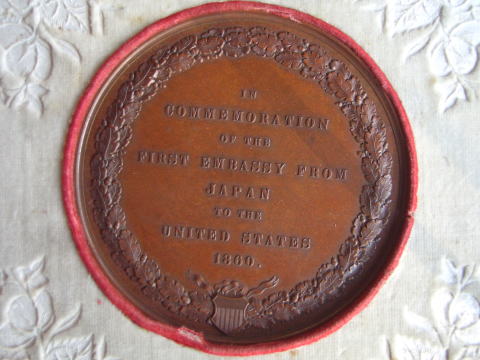 IN
COMMEMORATION
OF THE
FIRST EMBASSY FROM
JAPAN
TO THE
UNITED STATES
1860.